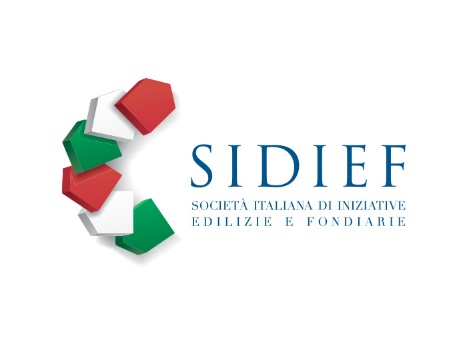 SIDIEF
SOCIETÀ ITALIANA DI INIZIATIVE
EDILIZIE E FONDIARIE